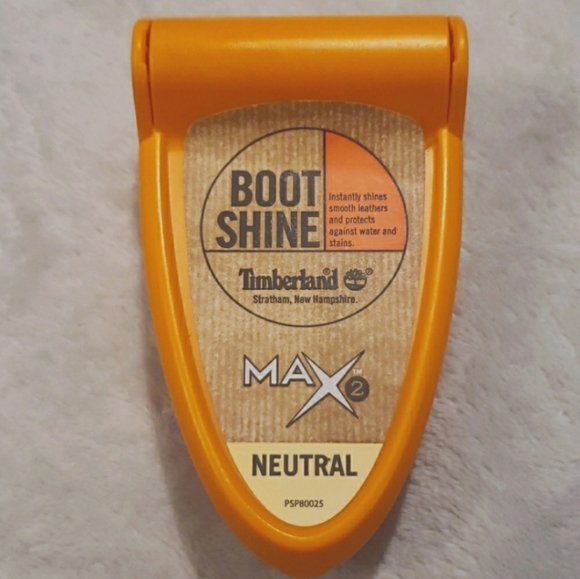 BOOT
SHINE
Instantly shines
smooth leathers
and protects
against water and
stains.
Timberland®
Stratham, New Hampshire.
MAX™ 2
NEUTRAL
PSP80025